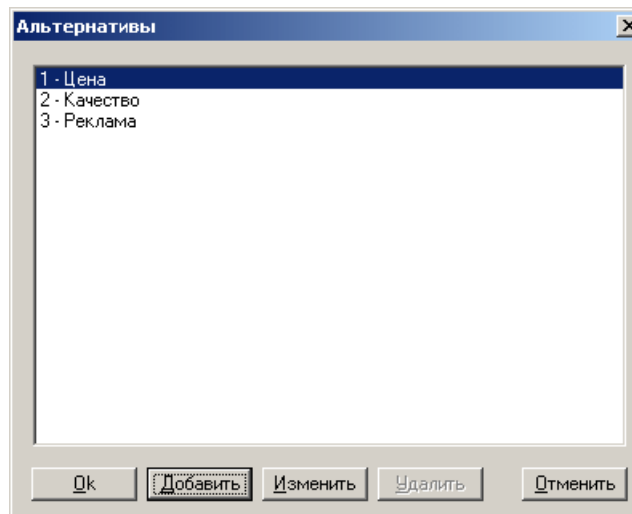 Альтернативы
1 - Цена
2 - Качество
3 - Реклама
Ok Добавить Изменить Удалить Отменить